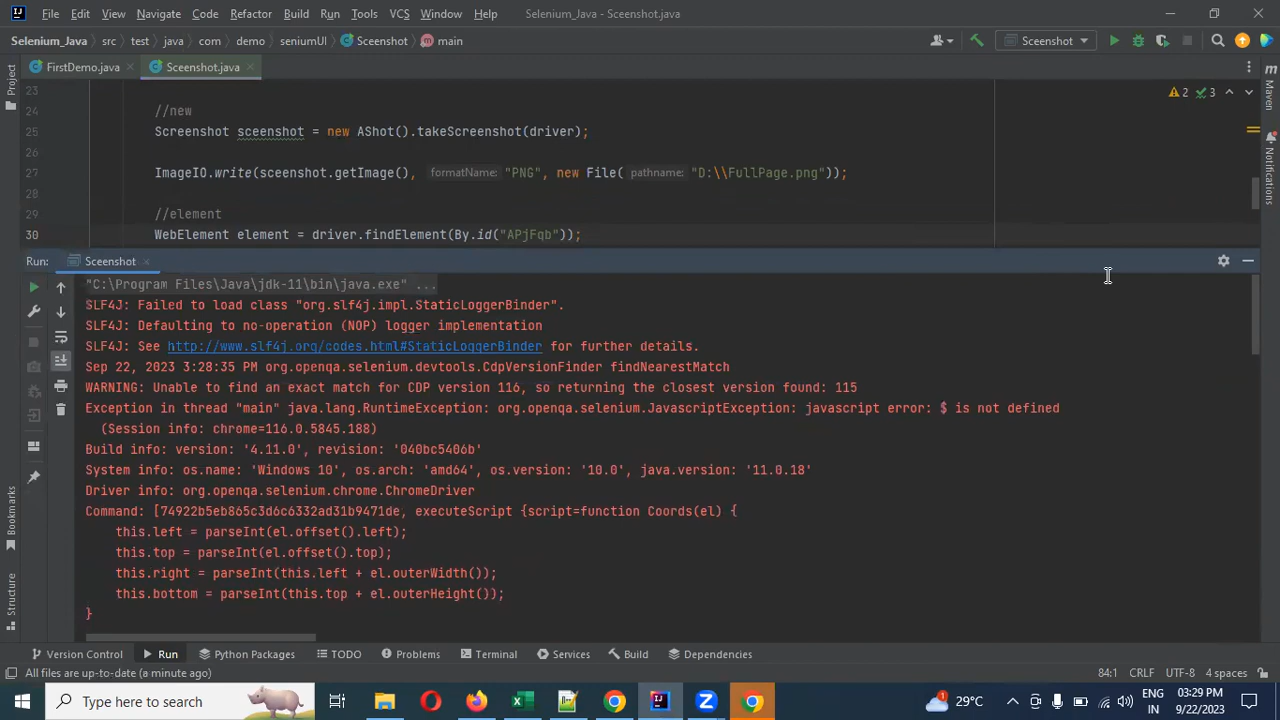 File Edit View Navigate Code Refactor Build Run Tools VCS Window Help Selenium_Java - Sceenshot.java
Selenium_Java src test java com demo seniumUI Sceenshot main Sceenshot
Project FirstDemo.java Sceenshot.java
Maven
Notifications
23
24 //new
2 3
25 Screenshot sceenshot = new AShot().takeScreenshot(driver);
26
27 ImageIO.write(sceenshot.getImage(), formatName: "PNG", new File( pathname: "D:\\FullPage.png"));
28
29 //element
30 WebElement element = driver.findElement(By.id("APjFqb"));
Run: Sceenshot
"C:\Program Files\Java\jdk-11\bin\java.exe" ...
SLF4J: Failed to load class "org.slf4j.impl.StaticLoggerBinder".
SLF4J: Defaulting to no-operation (NOP) logger implementation
SLF4J: See http://www.slf4j.org/codes.html#StaticLoggerBinder for further details.
Sep 22, 2023 3:28:35 PM org.openqa.selenium.devtools.CdpVersionFinder findNearestMatch
WARNING: Unable to find an exact match for CDP version 116, so returning the closest version found: 115
Exception in thread "main" java.lang.RuntimeException: org.openqa.selenium.JavascriptException: javascript error: $ is not defined
(Session info: chrome=116.0.5845.188)
Build info: version: '4.11.0', revision: '040bc5406b'
System info: os.name: 'Windows 10', os.arch: 'amd64', os.version: '10.0', java.version: '11.0.18'
Driver info: org.openqa.selenium.chrome.ChromeDriver
Command: [74922b5eb865c3d6c6332ad31b9471de, executeScript {script=function Coords(el) {
this.left = parseInt(el.offset().left);
this.top = parseInt(el.offset().top);
this.right = parseInt(this.left + el.outerWidth());
this.bottom = parseInt(this.top + el.outerHeight());
}
Bookmarks
Structure
Version Control Run Python Packages TODO Problems Terminal Services Build Dependencies
All files are up-to-date (a minute ago) 84:1 CRLF UTF-8 4 spaces
Type here to search 1 29°C ENG IN 03:29 PM 9/22/2023 4